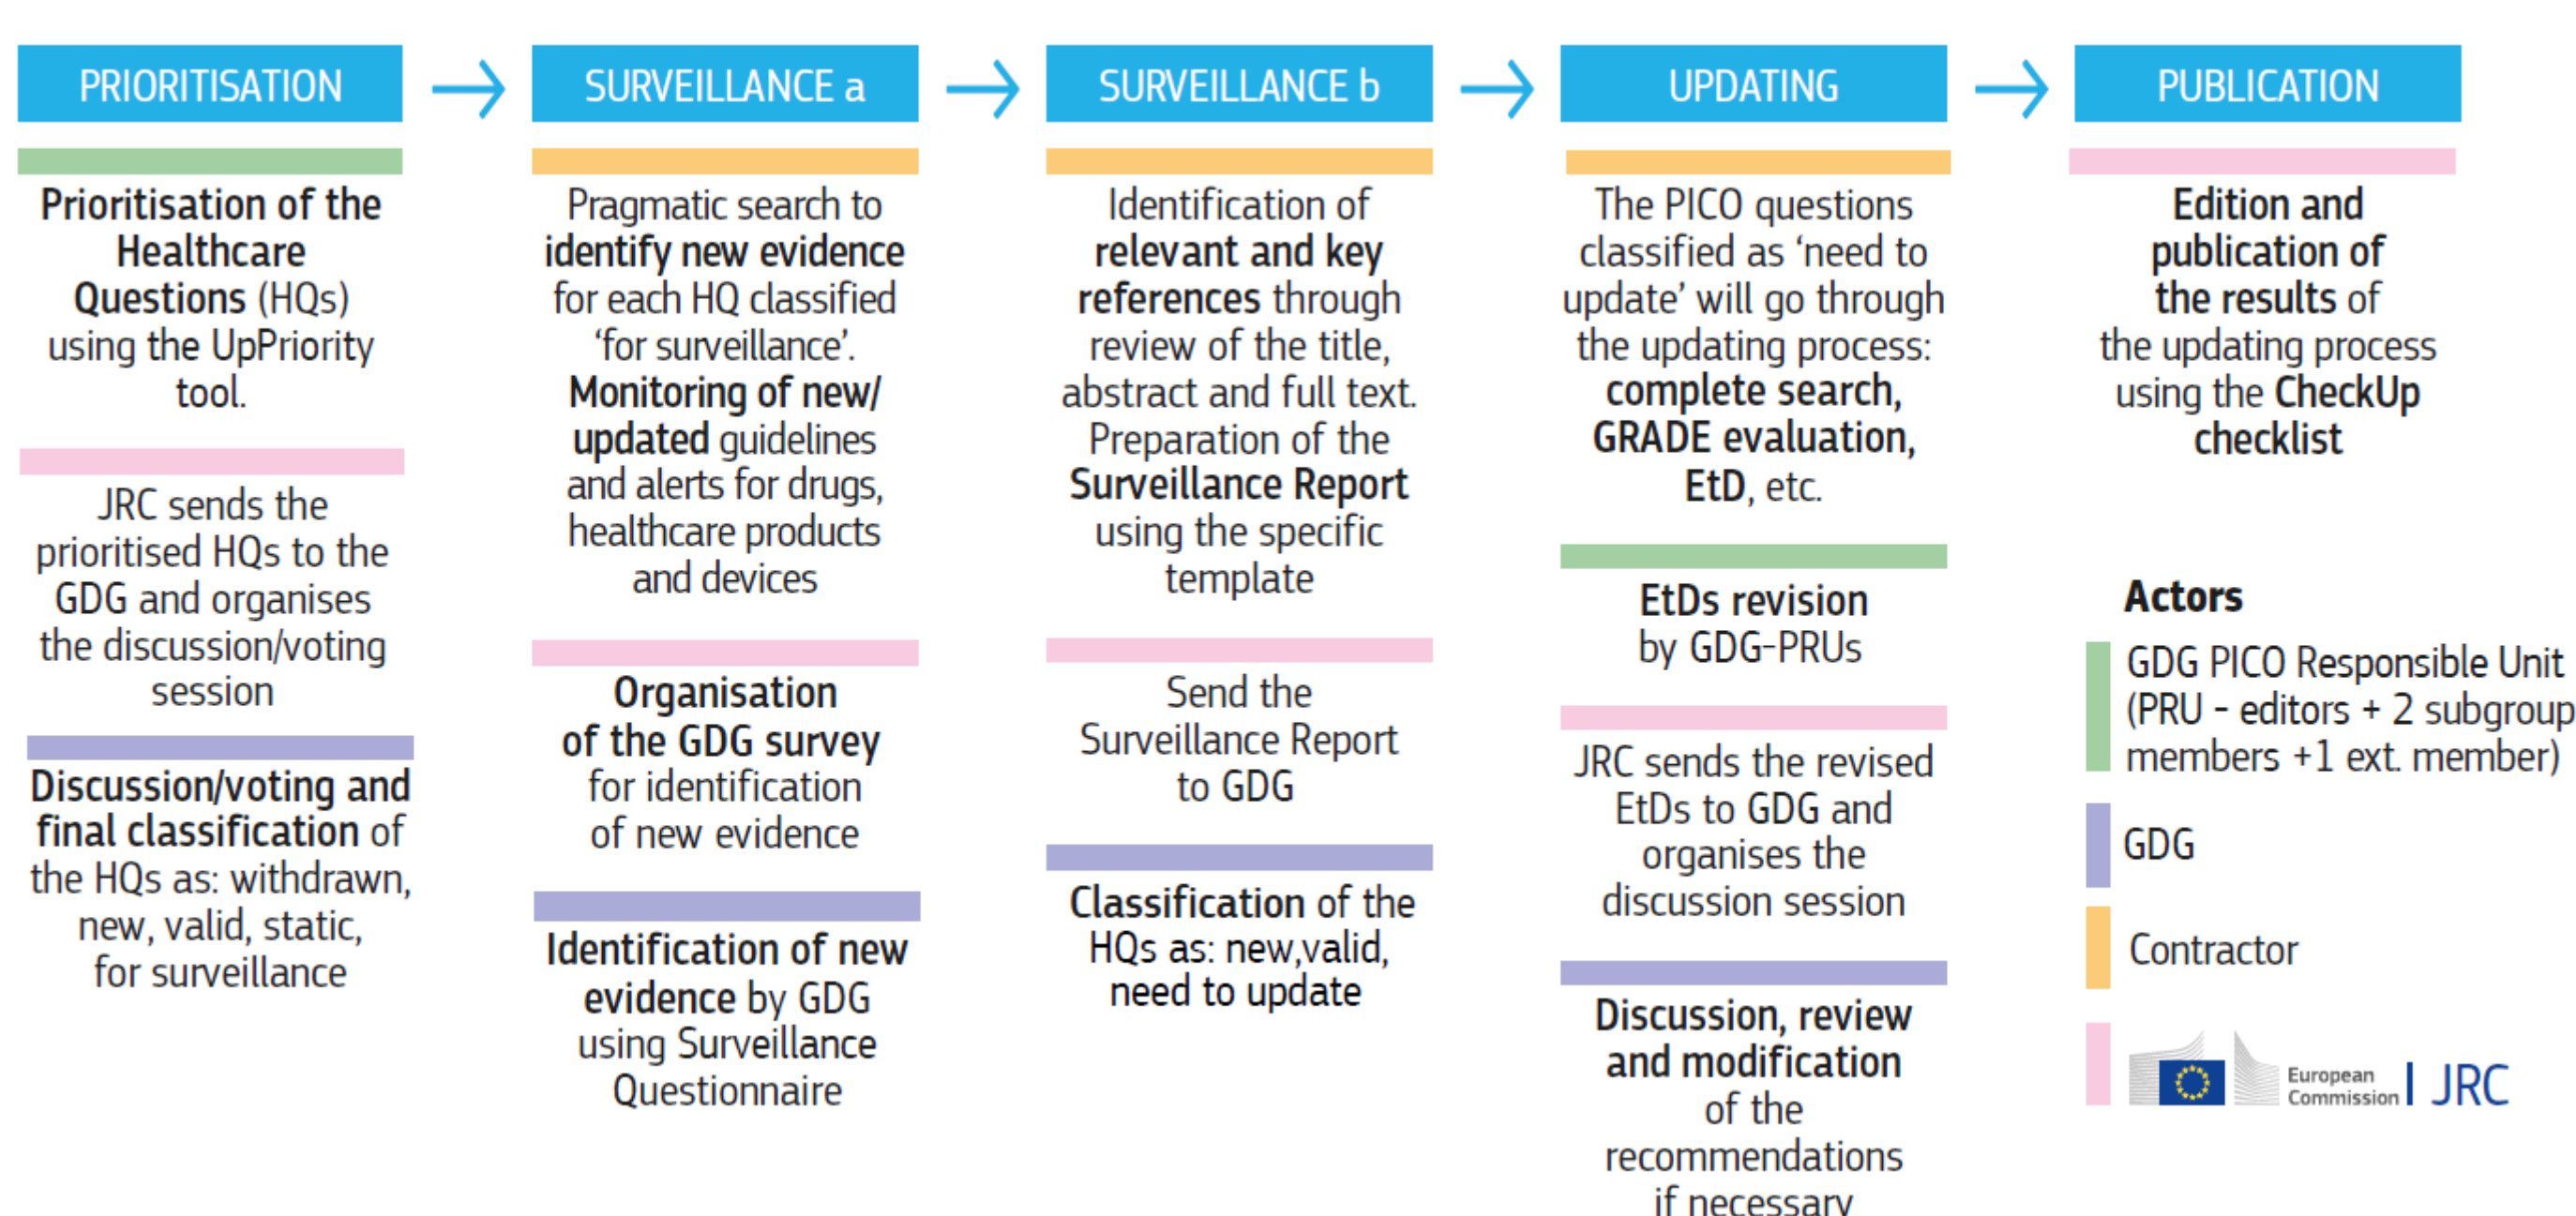 PRIORITISATION
Prioritisation of the
Healthcare
Questions (HQs)
using the UpPriority
tool.
JRC sends the
prioritised HQs to the
GDG and organises
the discussion/voting
session
Discussion/voting and
final classification of
the HQs as: withdrawn,
new, valid, static,
for surveillance
SURVEILLANCE a
Pragmatic search to
identify new evidence
for each HQ classified
‘for surveillance’.
Monitoring of new/
updated guidelines
and alerts for drugs,
healthcare products
and devices
Organisation
of the GDG survey
for identification
of new evidence
Identification of new
evidence by GDG
using Surveillance
Questionnaire
SURVEILLANCE b
Identification of
relevant and key
references through
review of the title,
abstract and full text.
Preparation of the
Surveillance Report
using the specific
template
Send the
Surveillance Report
to GDG
Classification of the
HQs as: new,valid,
need to update
UPDATING
The PICO questions
classified as ‘need to
update’ will go through
the updating process:
complete search,
GRADE evaluation,
EtD, etc.
EtDs revision
by GDG-PRUs
JRC sends the revised
EtDs to GDG and
organises the
discussion session
Discussion, review
and modification
of the
recommendations
if necessary
PUBLICATION
Edition and
publication of
the results of
the updating process
using the CheckUp
checklist
Actors
GDG PICO Responsible Unit
(PRU - editors + 2 subgroup
members +1 ext. member)
GDG
Contractor
European
Commission
JRC